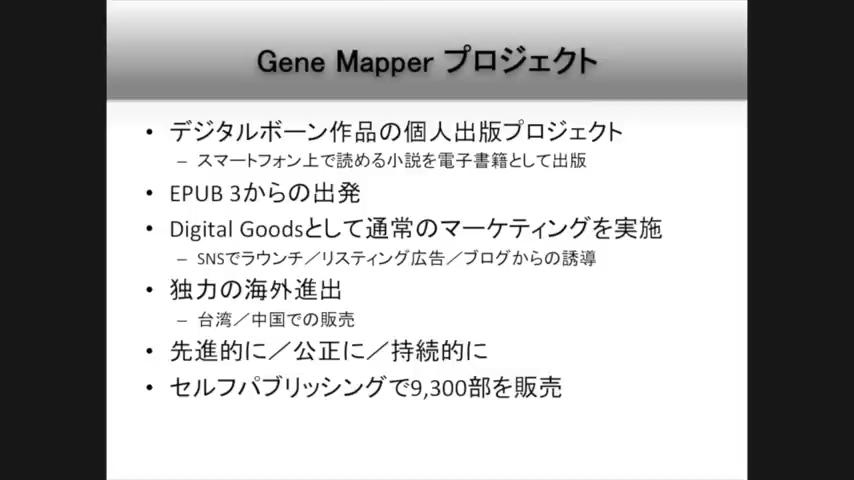 Gene Mapper プロジェクト
• デジタルボーン作品の個人出版プロジェクト
– スマートフォン上で読める小説を電子書籍として出版
• EPUB 3からの出発
• Digital Goodsとして通常のマーケティングを実施
– SNSでラウンチ／リスティング広告／ブログからの誘導
• 独力の海外進出
– 台湾／中国での販売
• 先進的に／公正に／持続的に
• セルフパブリッシングで9,300部を販売